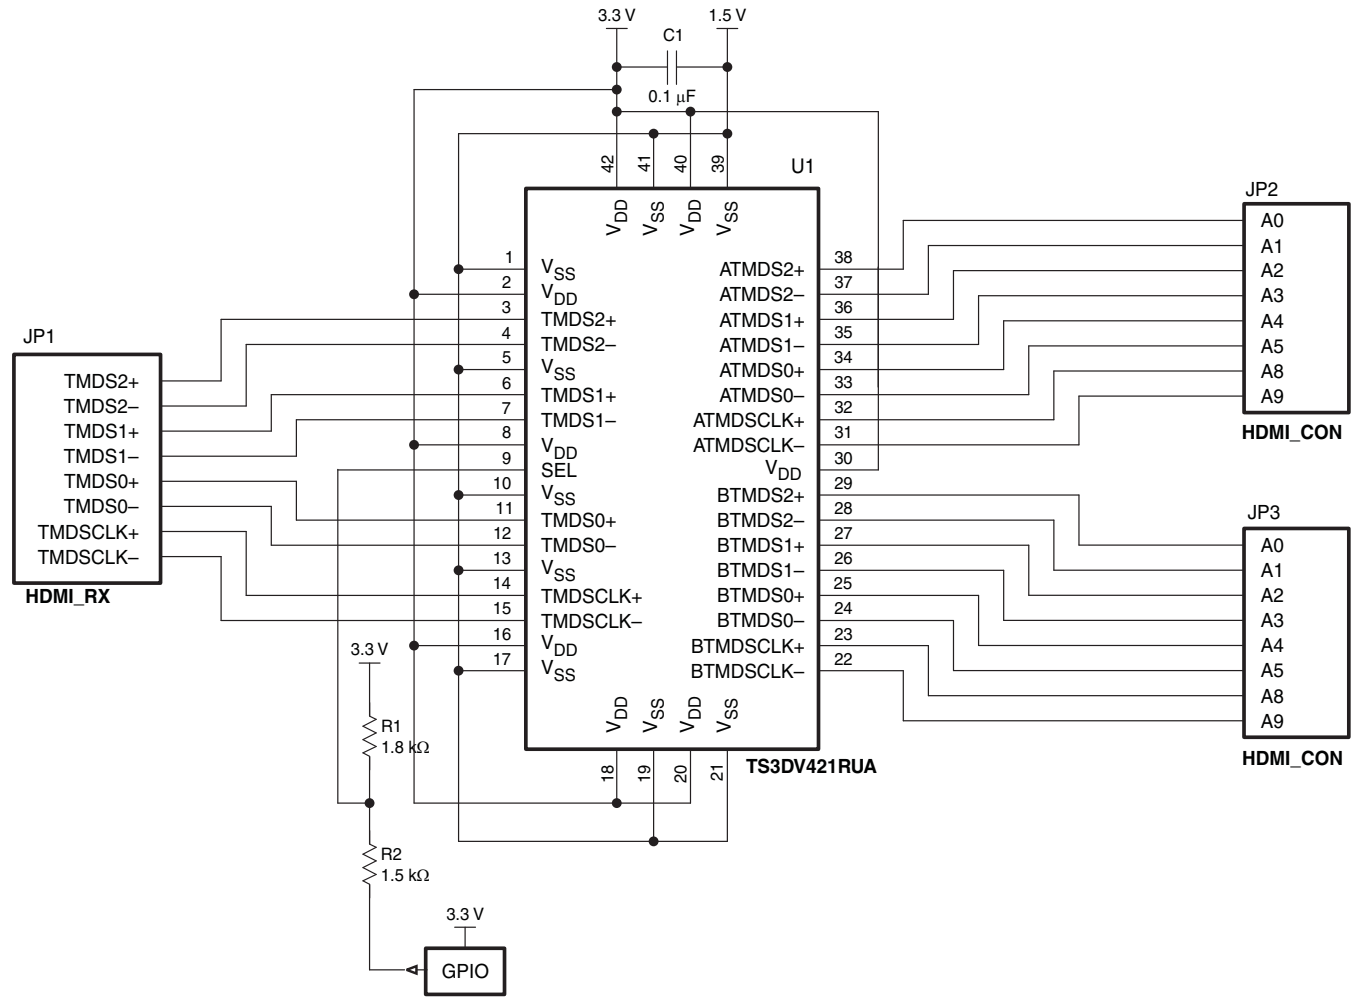 3.3 V
1.5 V
C1
0.1 μF
42
41
40
39
U1
VDD
VSS
VDD
VSS
1
VSS
2
VDD
3
TMDS2+
4
TMDS2–
5
VSS
6
TMDS1+
7
TMDS1–
8
VDD
9
SEL
10
VSS
11
TMDS0+
12
TMDS0–
13
VSS
14
TMDSCLK+
15
TMDSCLK–
16
VDD
17
VSS
38
ATMDS2+
37
ATMDS2–
36
ATMDS1+
35
ATMDS1–
34
ATMDS0+
33
ATMDS0–
32
ATMDSCLK+
31
ATMDSCLK–
30
VDD
29
BTMDS2+
28
BTMDS2–
27
BTMDS1+
26
BTMDS1–
25
BTMDS0+
24
BTMDS0–
23
BTMDSCLK+
22
BTMDSCLK–
VDD
VSS
VDD
VSS
18
19
20
21
TS3DV421RUA
JP1
TMDS2+
TMDS2–
TMDS1+
TMDS1–
TMDS0+
TMDS0–
TMDSCLK+
TMDSCLK–
HDMI_RX
JP2
A0
A1
A2
A3
A4
A5
A8
A9
HDMI_CON
JP3
A0
A1
A2
A3
A4
A5
A8
A9
HDMI_CON
3.3 V
R1
1.8 kΩ
R2
1.5 kΩ
3.3 V
GPIO